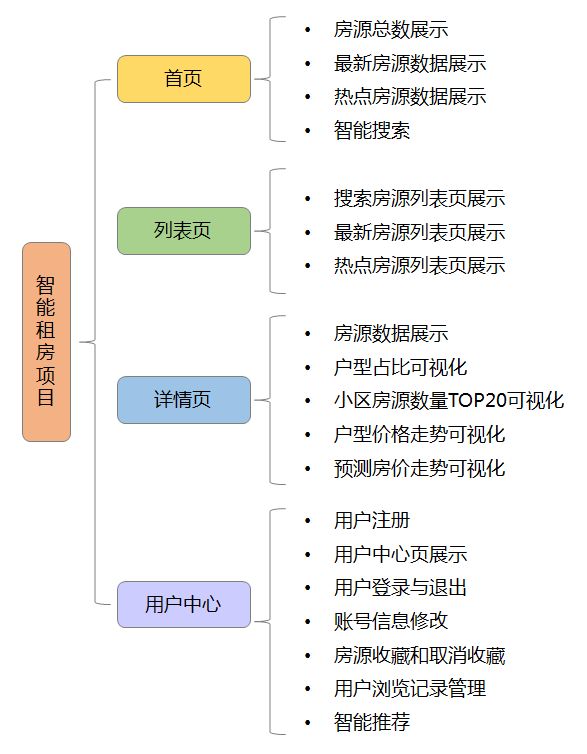 智能租房项目
首页
• 房源总数展示
• 最新房源数据展示
• 热点房源数据展示
• 智能搜索
列表页
• 搜索房源列表页展示
• 最新房源列表页展示
• 热点房源列表页展示
详情页
• 房源数据展示
• 户型占比可视化
• 小区房源数量TOP20可视化
• 户型价格走势可视化
• 预测房价走势可视化
用户中心
• 用户注册
• 用户中心页展示
• 用户登录与退出
• 账号信息修改
• 房源收藏和取消收藏
• 用户浏览记录管理
• 智能推荐